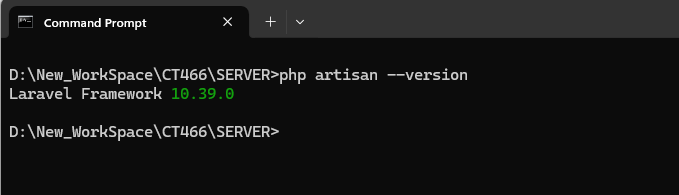 Command Prompt
D:\New_WorkSpace\CT466\SERVER>php artisan --version
Laravel Framework 10.39.0
D:\New_WorkSpace\CT466\SERVER>